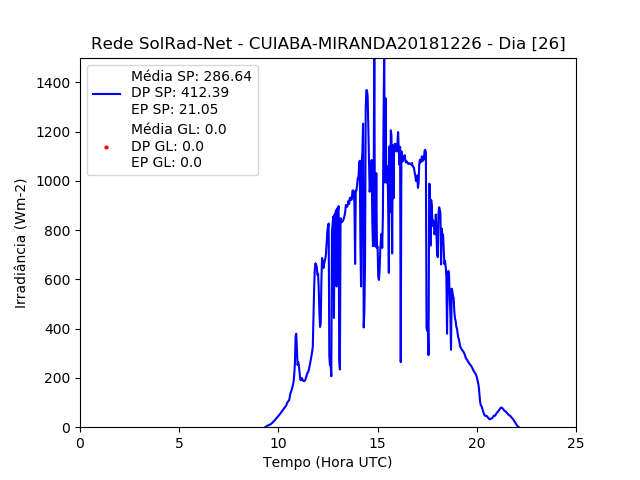 Rede SolRad-Net - CUIABA-MIRANDA20181226 - Dia [26]
Média SP: 286.64
DP SP: 412.39
EP SP: 21.05
Média GL: 0.0
DP GL: 0.0
EP GL: 0.0
Irradiância (Wm-2)
1400
1200
1000
800
600
400
200
0
0 5 10 15 20 25
Tempo (Hora UTC)